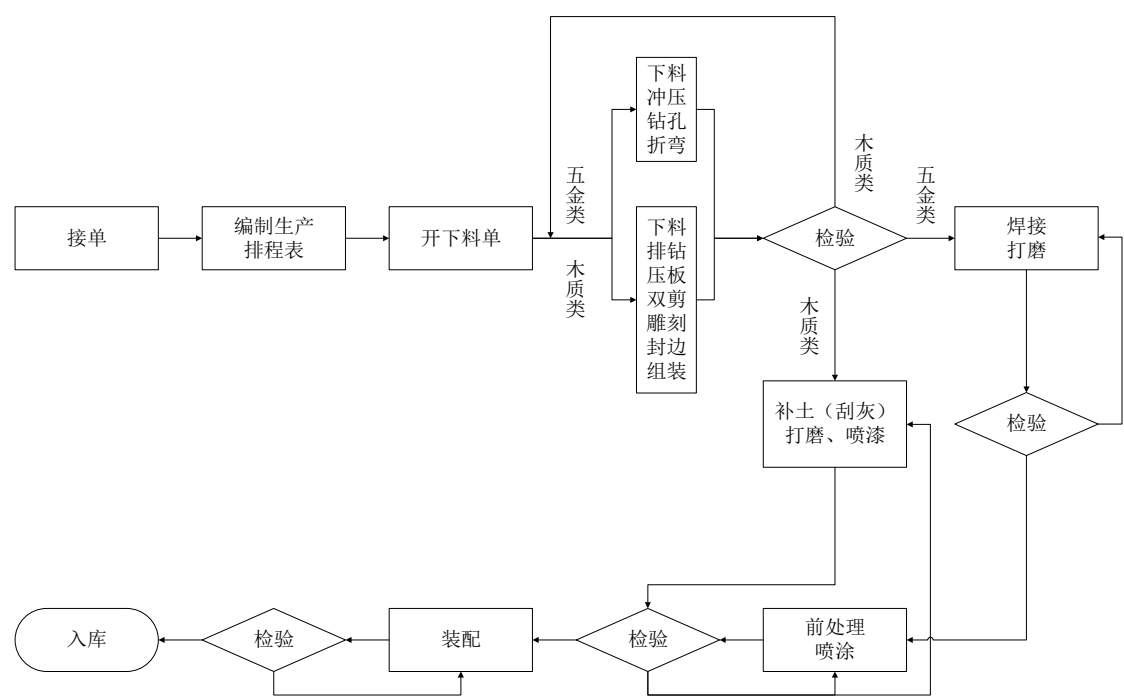 接单
编制生产
排程表
开下料单
五金类
木质类
下料
冲压
钻孔
折弯
下料
排钻
压板
双剪
雕刻
封边
组装
检验
木质类
五金类
木质类
焊接
打磨
检验
补土（刮灰）
打磨、喷漆
入库
检验
装配
检验
前处理
喷涂